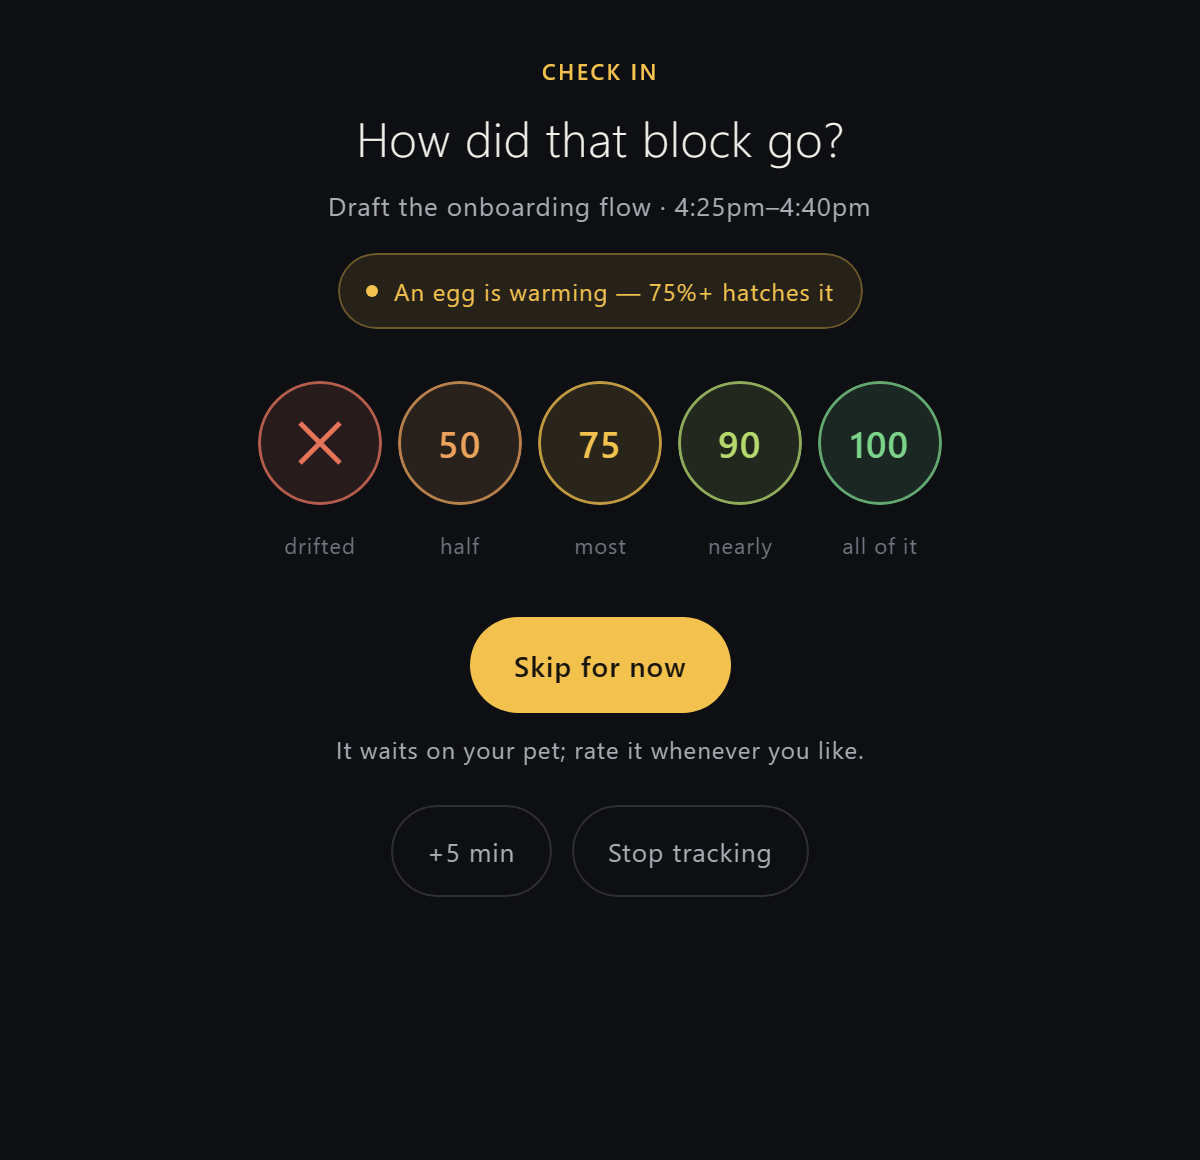 CHECK IN
How did that block go?
Draft the onboarding flow · 4:25pm–4:40pm
An egg is warming — 75%+ hatches it
50 75 90 100
drifted half most nearly all of it
Skip for now
It waits on your pet; rate it whenever you like.
+5 min Stop tracking